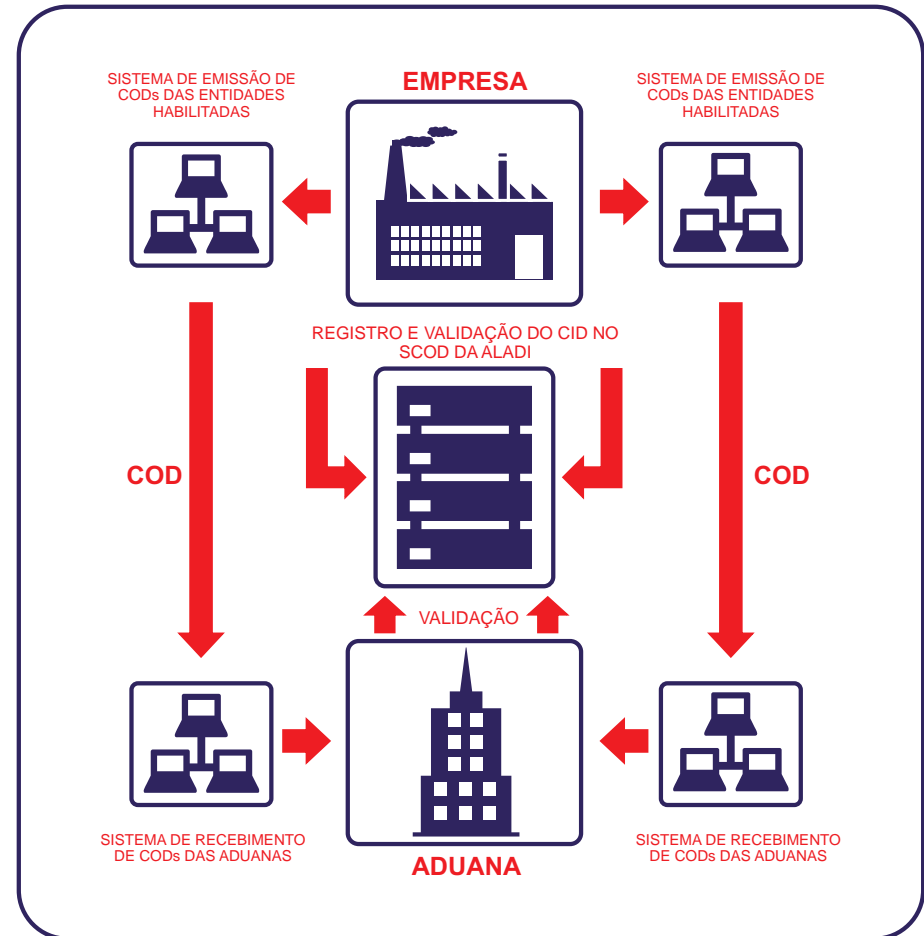 SISTEMA DE EMISSÃO DE
CODs DAS ENTIDADES
HABILITADAS
EMPRESA
SISTEMA DE EMISSÃO DE
CODs DAS ENTIDADES
HABILITADAS
REGISTRO E VALIDAÇÃO DO CID NO
SCOD DA ALADI
COD
COD
VALIDAÇÃO
SISTEMA DE RECEBIMENTO
DE CODs DAS ADUANAS
ADUANA
SISTEMA DE RECEBIMENTO
DE CODs DAS ADUANAS